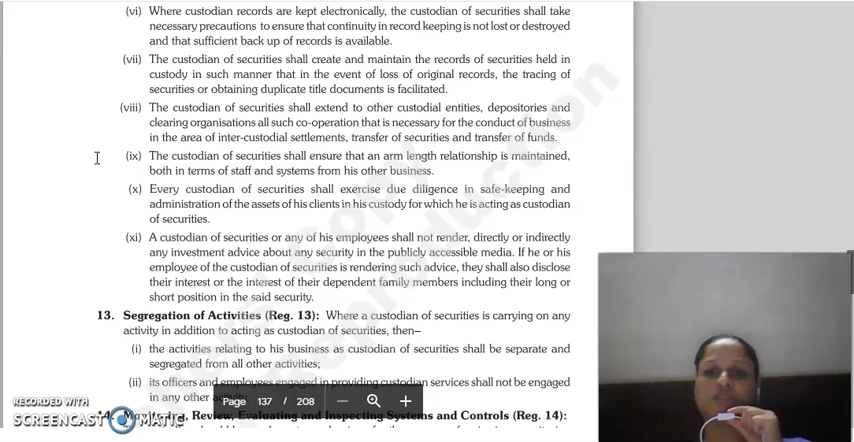 (vi) Where custodian records are kept electronically, the custodian of securities shall take
necessary precautions to ensure that continuity in record keeping is not lost or destroyed
and that sufficient back up of records is available.
(vii) The custodian of securities shall create and maintain the records of securities held in
custody in such manner that in the event of loss of original records, the tracing of
securities or obtaining duplicate title documents is facilitated.
(viii) The custodian of securities shall extend to other custodial entities, depositories and
clearing organisations all such co-operation that is necessary for the conduct of business
in the area of inter-custodial settlements, transfer of securities and transfer of funds.
(ix) The custodian of securities shall ensure that an arm length relationship is maintained,
both in terms of staff and systems from his other business.
(x) Every custodian of securities shall exercise due diligence in safe-keeping and
administration of the assets of his clients in his custody for which he is acting as custodian
of securities.
(xi) A custodian of securities or any of his employees shall not render, directly or indirectly
any investment advice about any security in the publicly accessible media. If he or his
employee of the custodian of securities is rendering such advice, they shall also disclose
their interest or the interest of their dependent family members including their long or
short position in the said security.
13. Segregation of Activities (Reg. 13): Where a custodian of securities is carrying on any
activity in addition to acting as custodian of securities, then–
(i) the activities relating to his business as custodian of securities shall be separate and
segregated from all other activities;
(ii) its officers and employees engaged in providing custodian services shall not be engaged
in any other
Page 137 / 208
Monitoring, Review, Evaluating and Inspecting Systems and Controls (Reg. 14):
RECORDED WITH
SCREENCAST MATIC
Copy